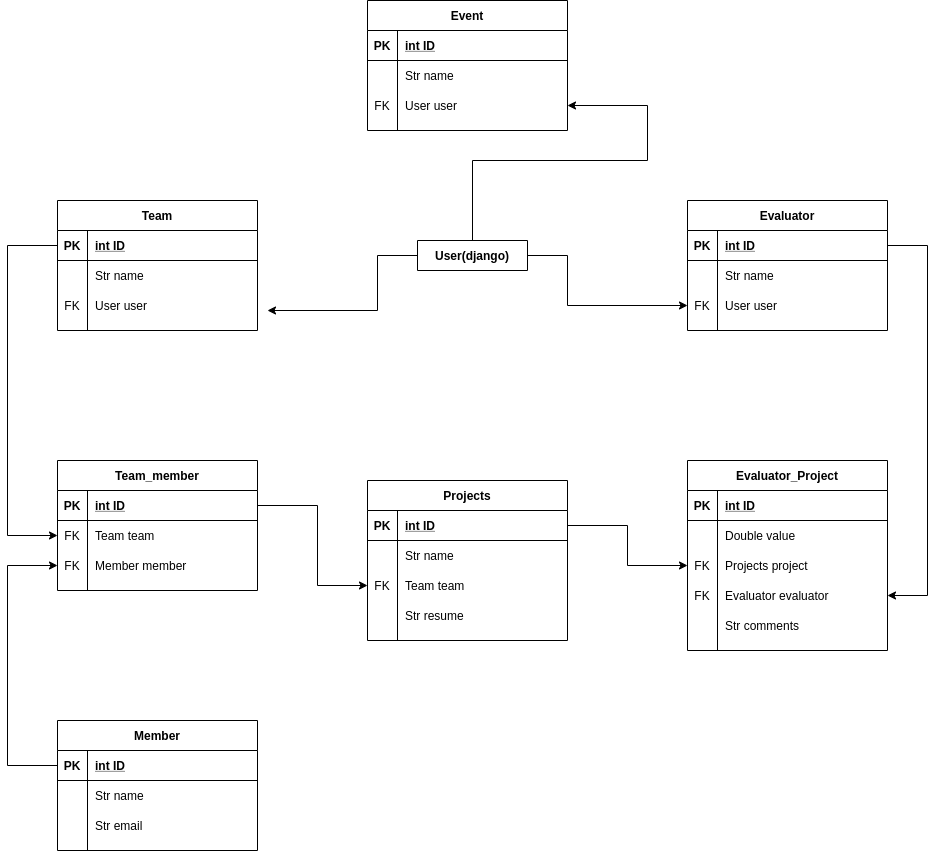 Event
PK int ID
Str name
FK User user
Team
PK int ID
Str name
FK User user
User(django)
Evaluator
PK int ID
Str name
FK User user
Team_member
PK int ID
FK Team team
FK Member member
Projects
PK int ID
Str name
FK Team team
Str resume
Evaluator_Project
PK int ID
Double value
FK Projects project
FK Evaluator evaluator
Str comments
Member
PK int ID
Str name
Str email